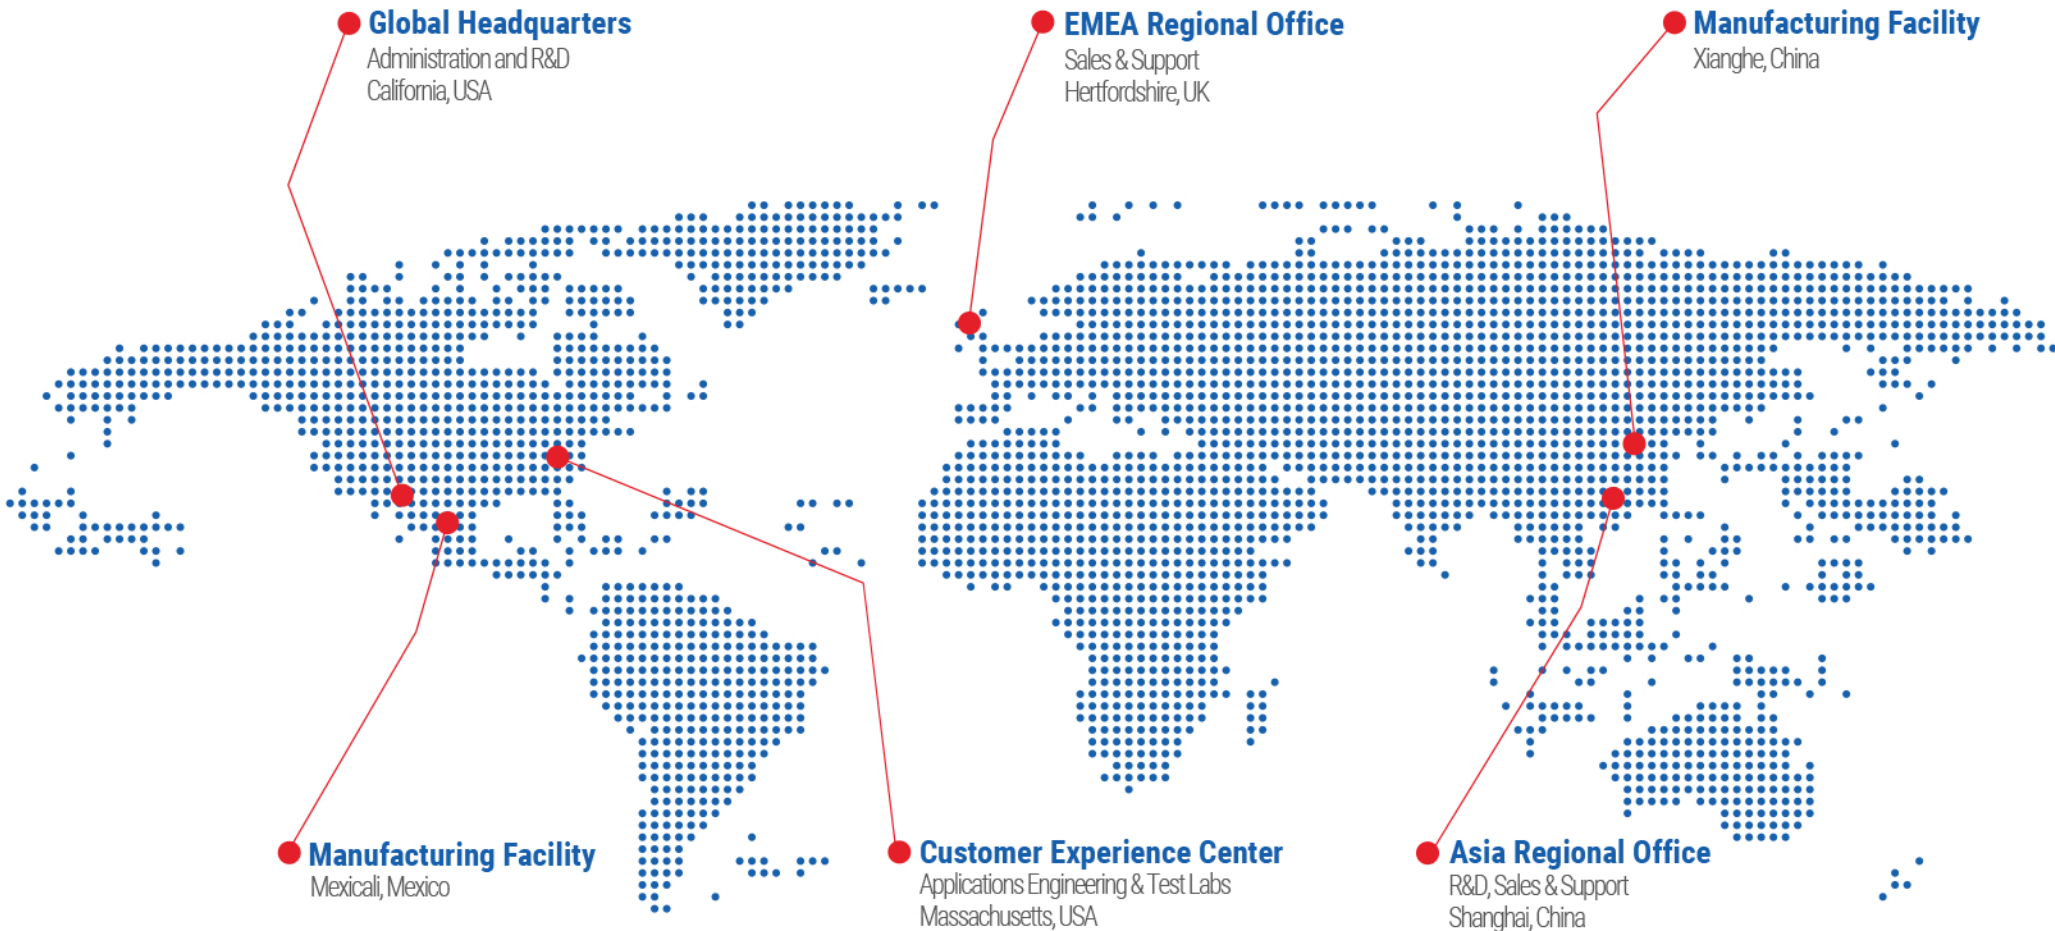 Global Headquarters
Administration and R&D
California, USA
EMEA Regional Office
Sales & Support
Hertfordshire, UK
Manufacturing Facility
Xianghe, China
Manufacturing Facility
Mexicali, Mexico
Customer Experience Center
Applications Engineering & Test Labs
Massachusetts, USA
Asia Regional Office
R&D, Sales & Support
Shanghai, China